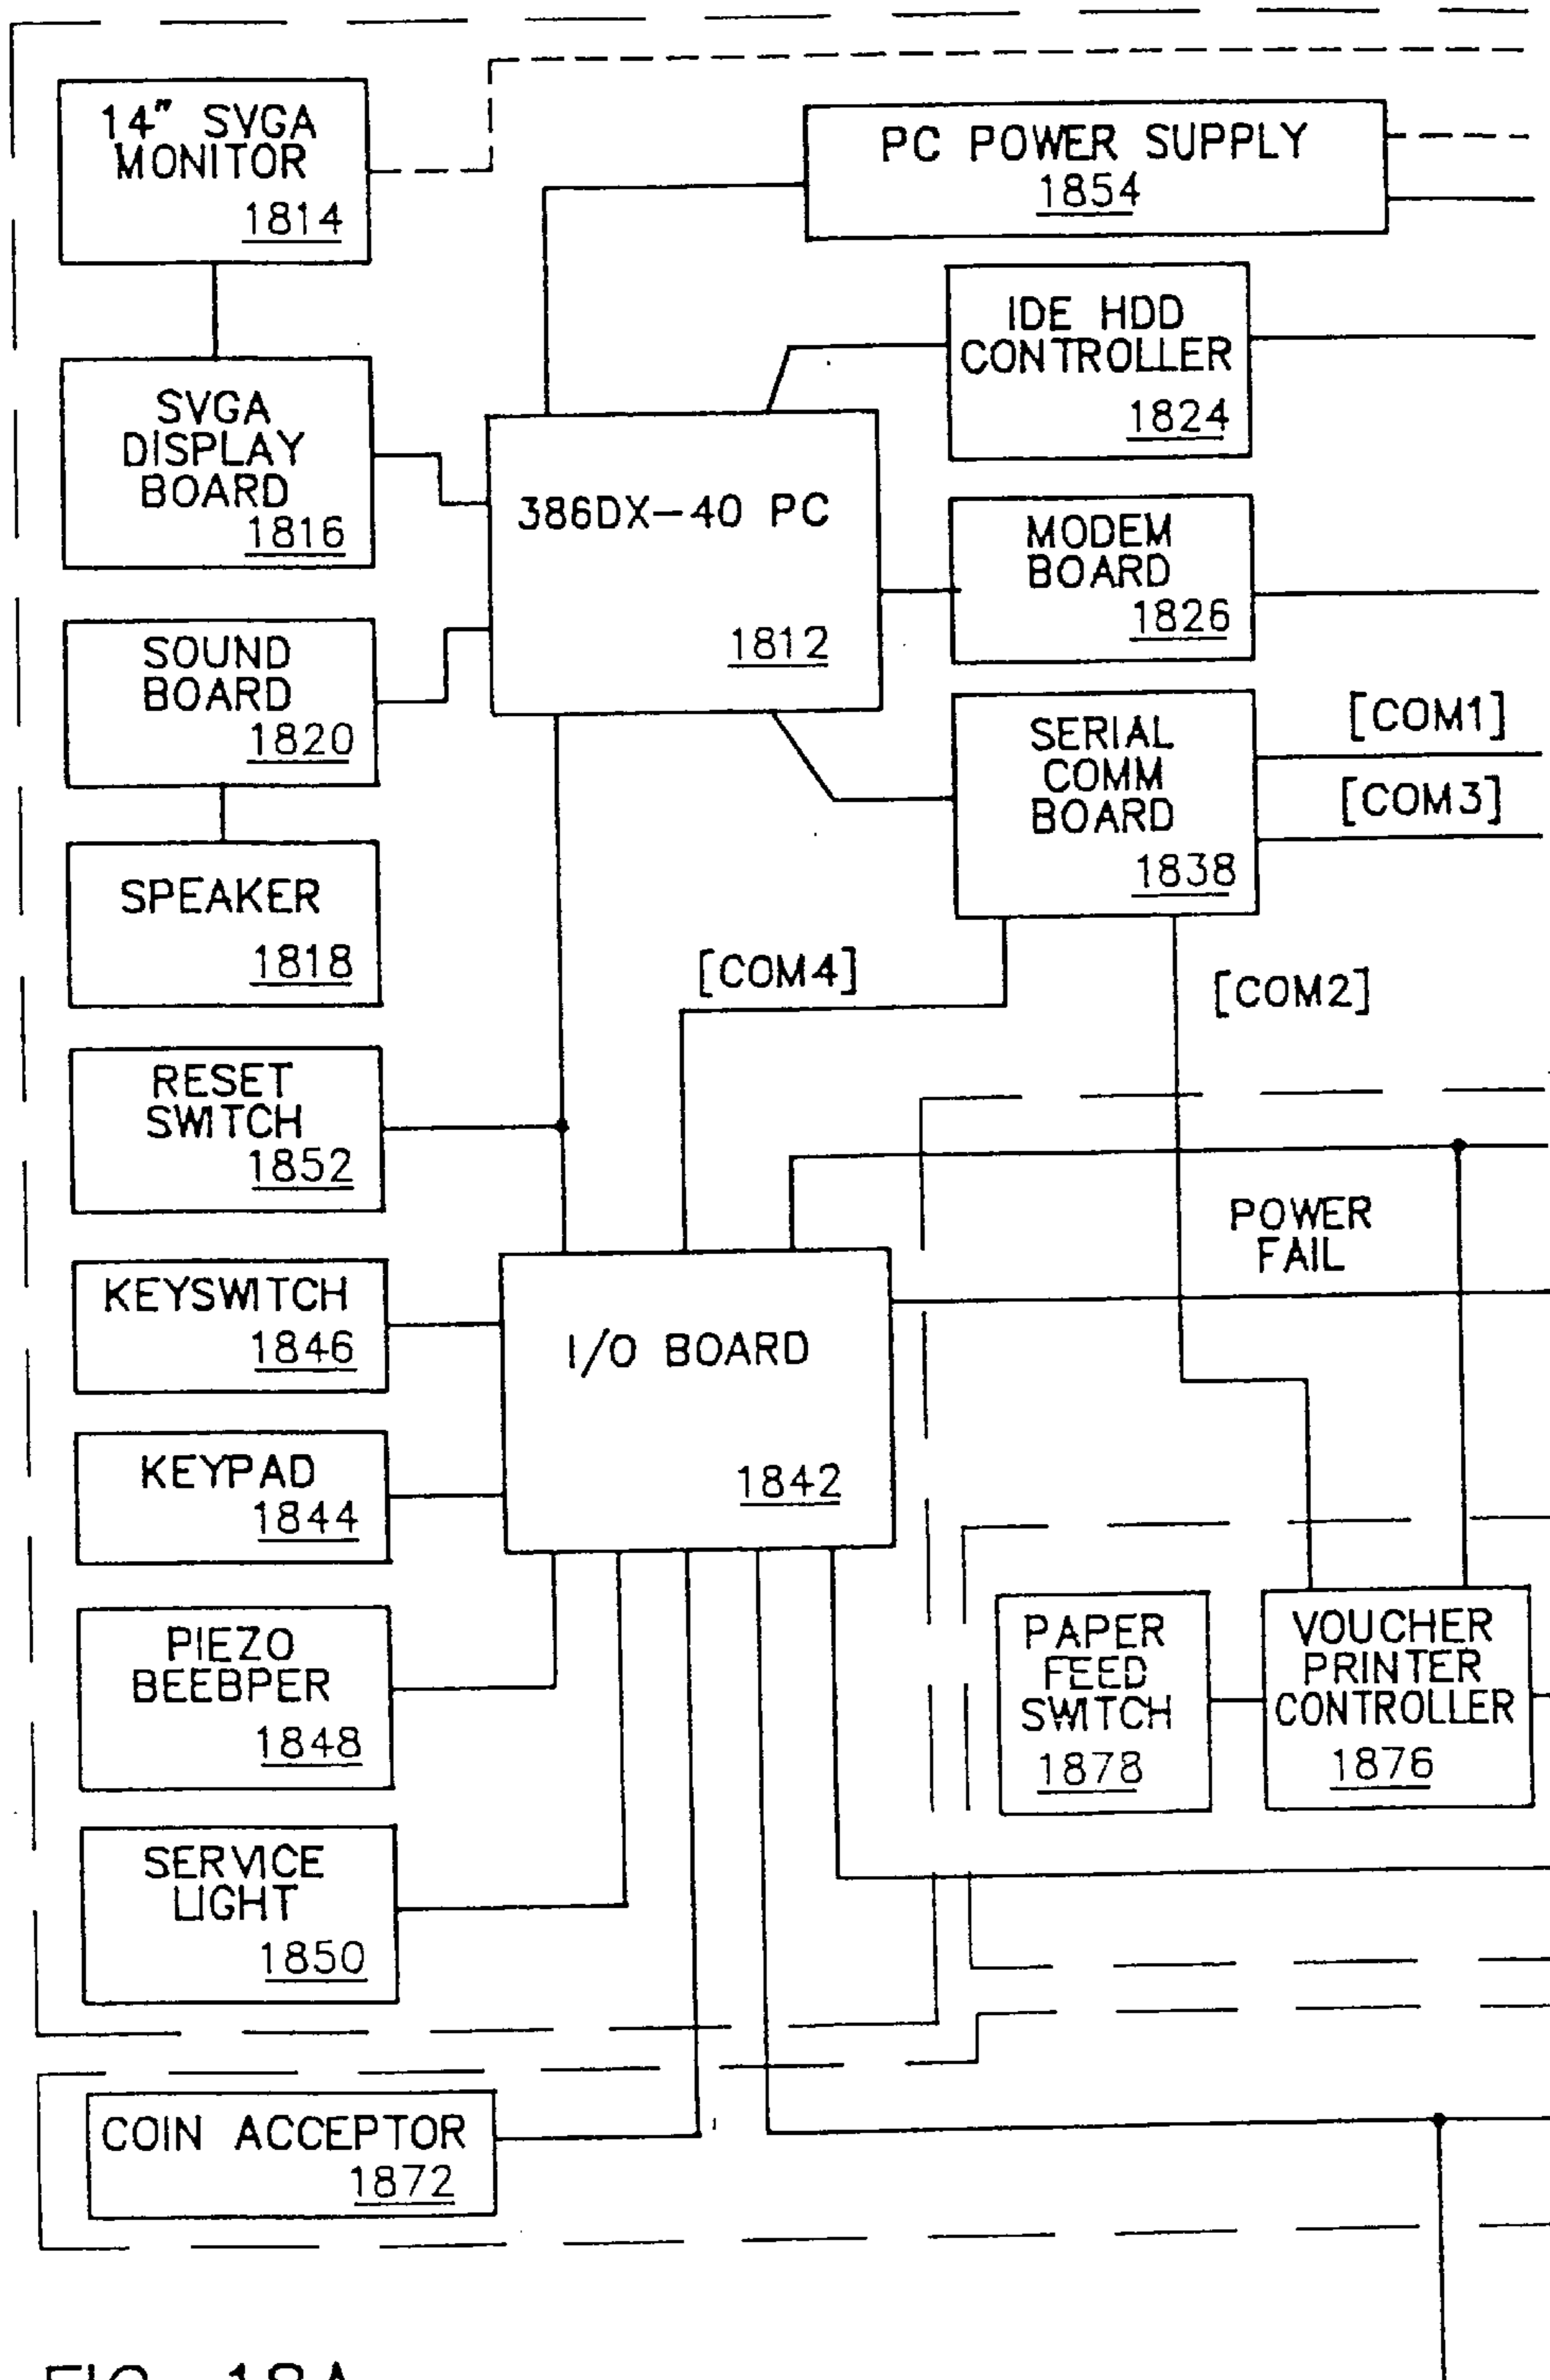 14" SVGA
MONITOR
1814
PC POWER SUPPLY
1854
IDE HDD
CONTROLLER
1824
SVGA
DISPLAY
BOARD
1816
386DX-40 PC
1812
MODEM
BOARD
1826
SOUND
BOARD
1820
SERIAL
COMM
BOARD
1838
[COM1]
[COM3]
SPEAKER
1818
[COM4]
[COM2]
RESET
SWITCH
1852
POWER
FAIL
KEYSWITCH
1846
I/O BOARD
1842
KEYPAD
1844
PIEZO
BEEBPER
1848
PAPER
FEED
SWITCH
1878
VOUCHER
PRINTER
CONTROLLER
1876
SERVICE
LIGHT
1850
COIN ACCEPTOR
1872
FIG. 18A